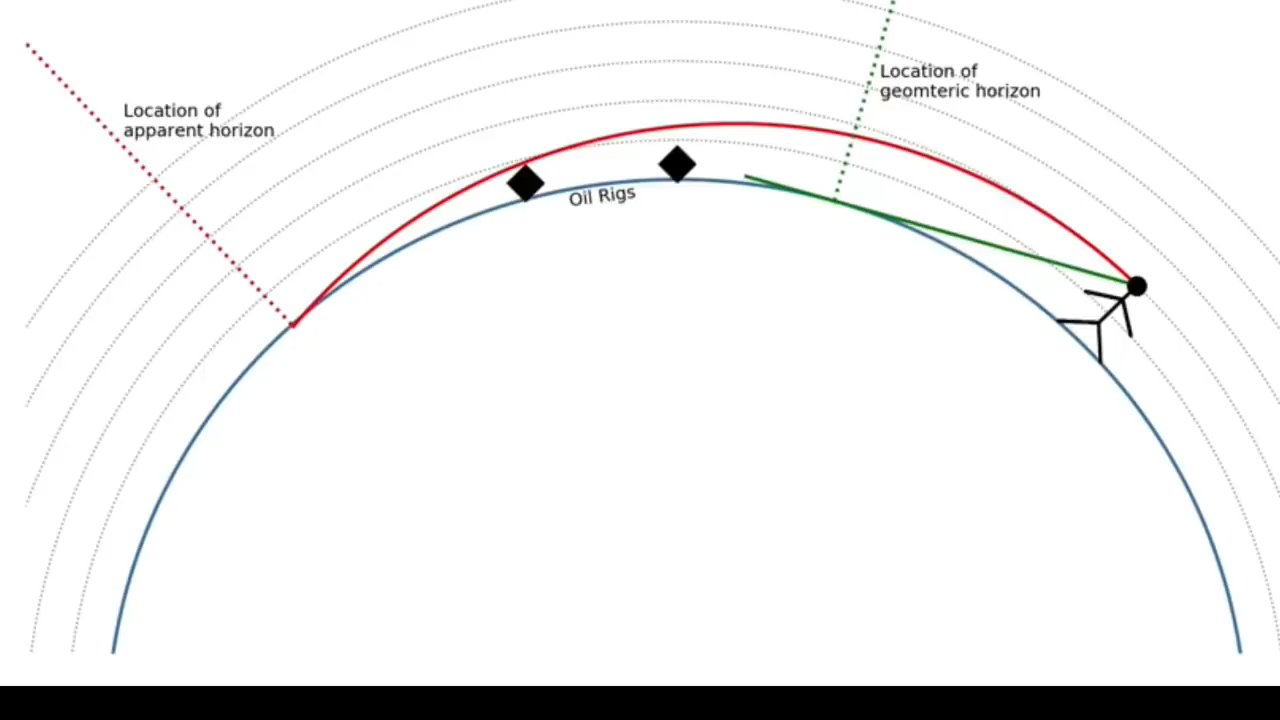 Location of
geomteric horizon
Location of
apparent horizon
Oil Rigs